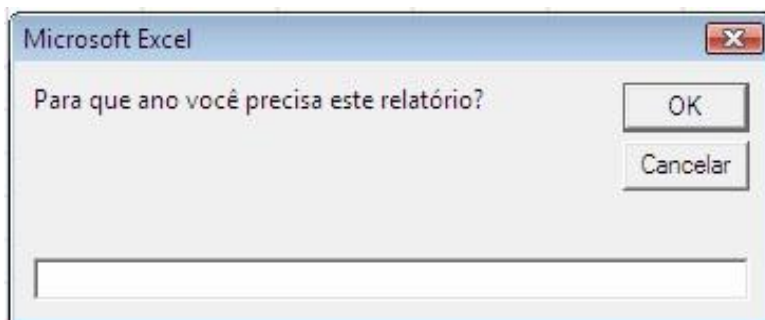 Microsoft Excel
Para que ano você precisa este relatório?
OK
Cancelar